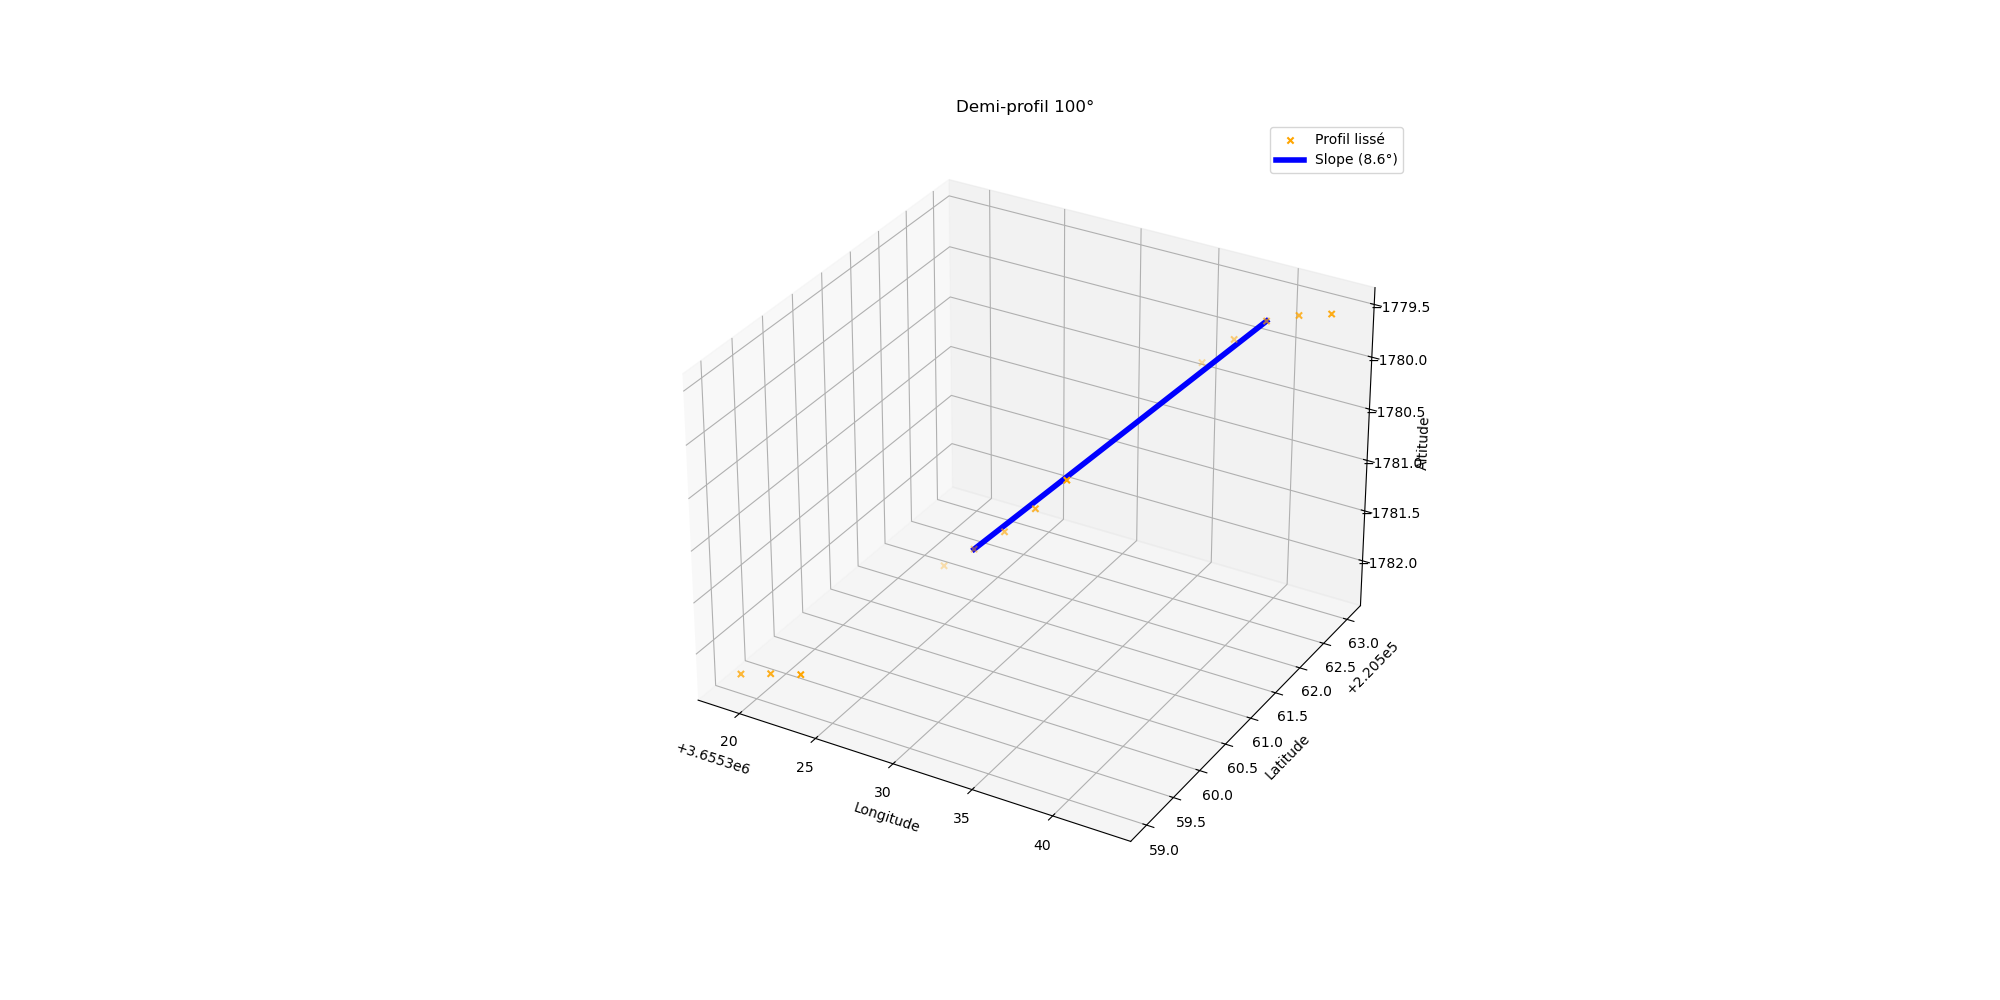 Demi-profil 100°
Profil lissé
Slope (8.6°)
−1779.5
−1780.0
−1780.5
−1781.0
−1781.5
−1782.0
Altitude
63.0
62.5
62.0
61.5
61.0
60.5
60.0
59.5
59.0
+2.205e5
Latitude
20
25
30
35
40
+3.6553e6
Longitude